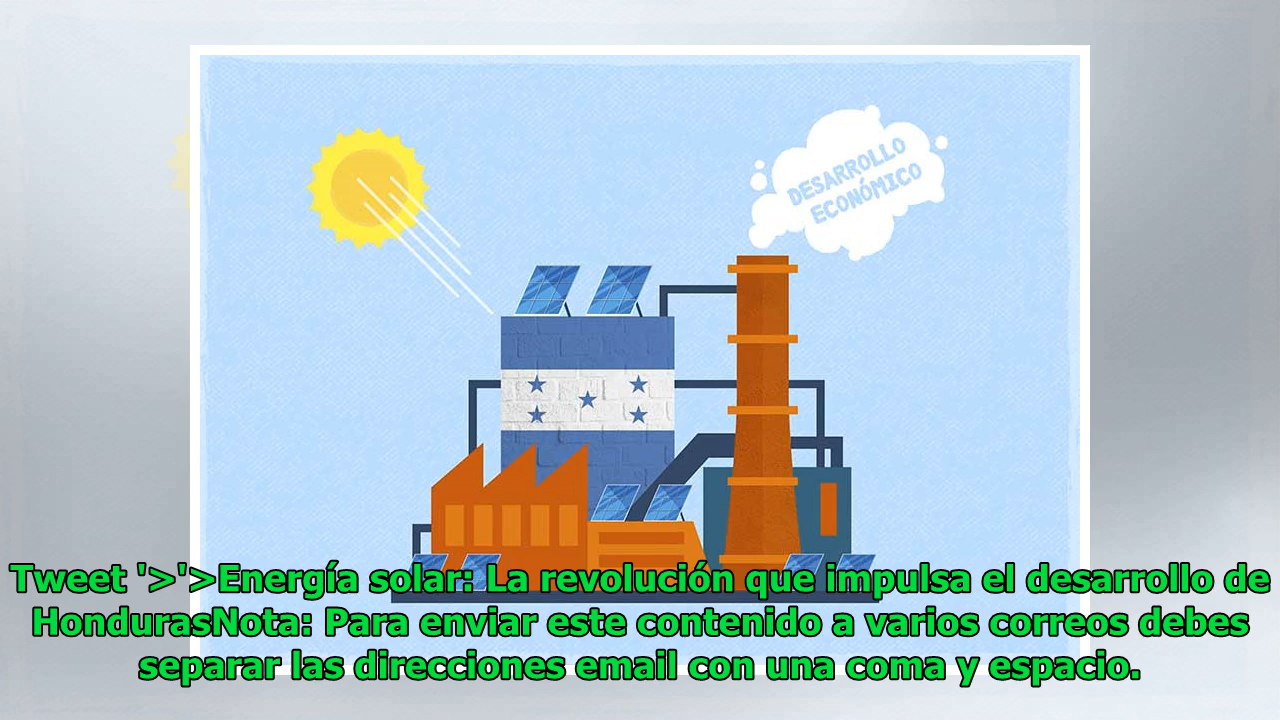 DESARROLLO
ECONÓMICO
Tweet '>'>Energía solar: La revolución que impulsa el desarrollo de
HondurasNota: Para enviar este contenido a varios correos debes
separar las direcciones email con una coma y espacio.